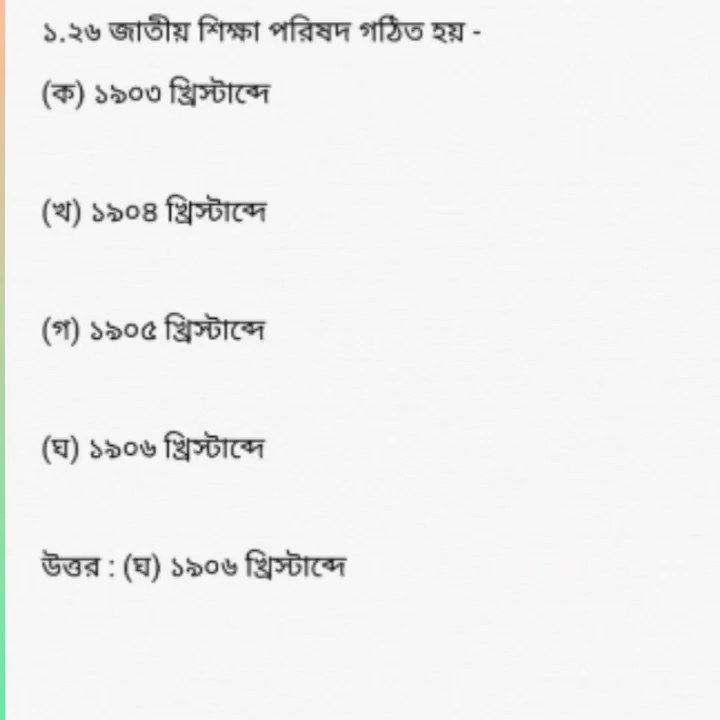 ১.২৬ জাতীয় শিক্ষা পরিষদ গঠিত হয় -
(ক) ১৯০৩ খ্রিস্টাব্দে
(খ) ১৯০৪ খ্রিস্টাব্দে
(গ) ১৯০৫ খ্রিস্টাব্দে
(ঘ) ১৯০৬ খ্রিস্টাব্দে
উত্তর : (ঘ) ১৯০৬ খ্রিস্টাব্দে